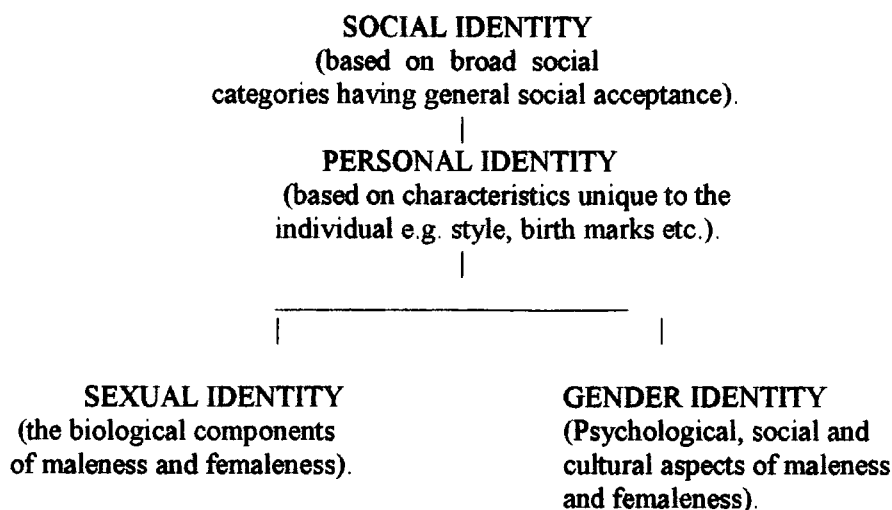 SOCIAL IDENTITY
(based on broad social
categories having general social acceptance).
PERSONAL IDENTITY
(based on characteristics unique to the
individual e.g. style, birth marks etc.).
SEXUAL IDENTITY
(the biological components
of maleness and femaleness).
GENDER IDENTITY
(Psychological, social and
cultural aspects of maleness
and femaleness).